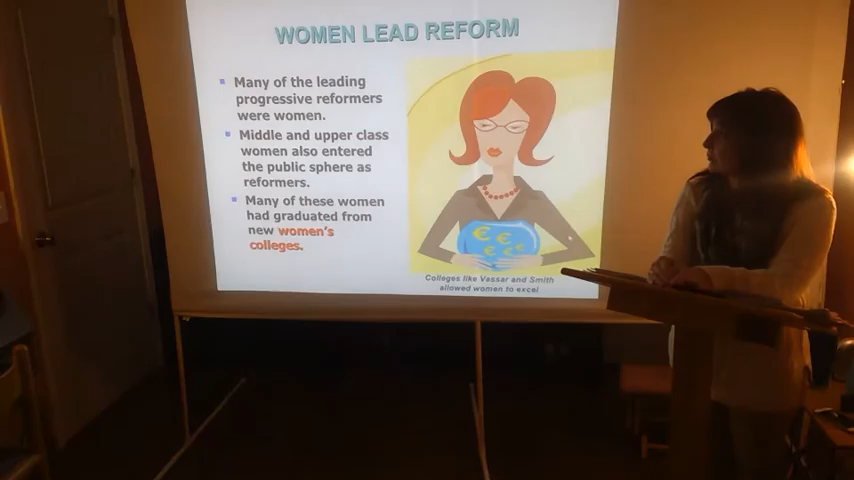 WOMEN LEAD REFORM
Many of the leading
progressive reformers
were women.
Middle and upper class
women also entered
the public sphere as
reformers.
Many of these women
had graduated from
new women's
colleges.
€ € € € € €
Colleges like Vassar and Smith
allowed women to excel